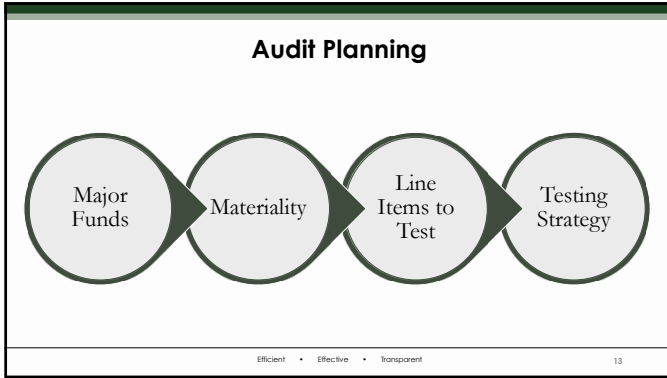 Audit Planning
Major
Funds
Materiality
Line
Items to
Test
Testing
Strategy
Efficient • Effective • Transparent
13